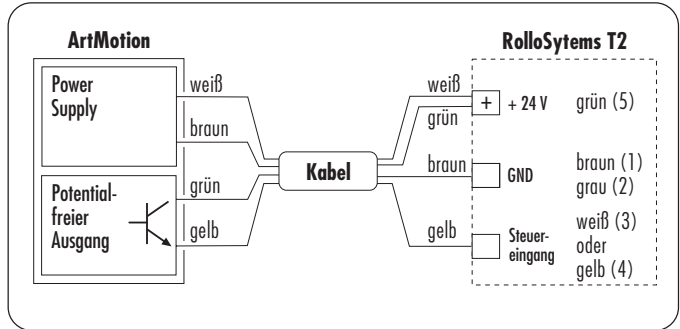 ArtMotion
RolloSytems T2
Power
Supply
weiß
braun
Potential-
freier
Ausgang
grün
gelb
Kabel
weiß
grün
braun
gelb
+
+ 24 V
grün (5)
GND
braun (1)
grau (2)
Steuer-
eingang
weiß (3)
oder
gelb (4)